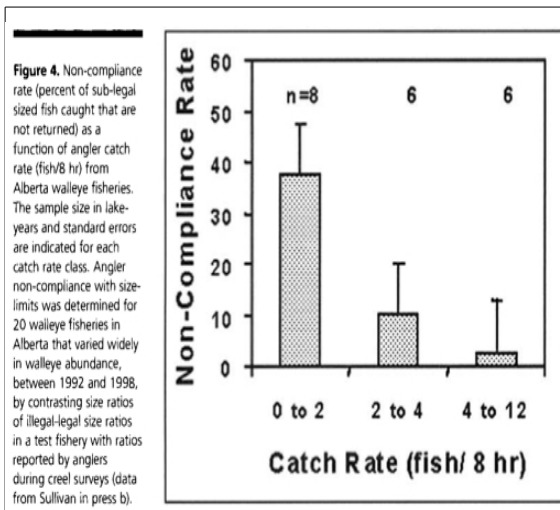 Figure 4. Non-compliance
rate (percent of sub-legal
sized fish caught that are
not returned) as a
function of angler catch
rate (fish/8 hr) from
Alberta walleye fisheries.
The sample size in lake-
years and standard errors
are indicated for each
catch rate class. Angler
non-compliance with size-
limits was determined for
20 walleye fisheries in
Alberta that varied widely
in walleye abundance,
between 1992 and 1998,
by contrasting size ratios
of illegal-legal size ratios
in a test fishery with ratios
reported by anglers
during creel surveys (data
from Sullivan in press b).
Non-Compliance Rate
60
50
40
30
20
10
0
n=8 6 6
0 to 2 2 to 4 4 to 12
Catch Rate (fish/ 8 hr)